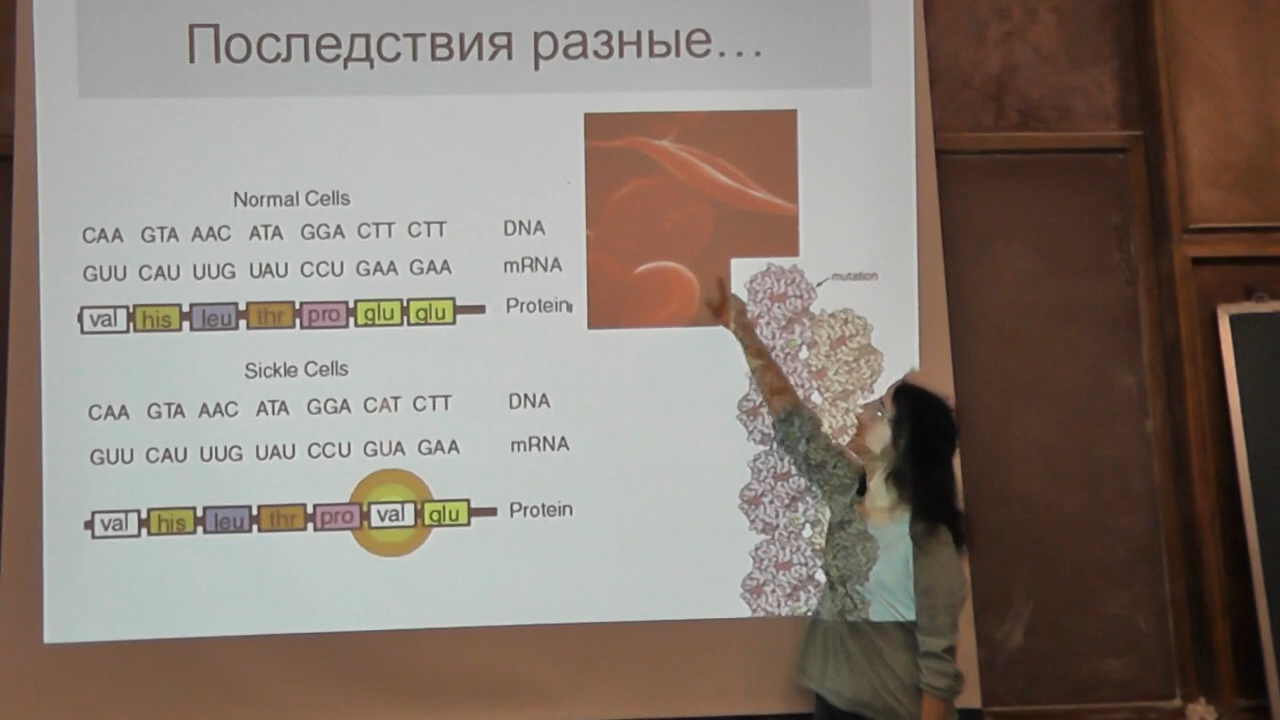 Последствия разные...
Normal Cells
CAA GTA AAC ATA GGA CTT CTT DNA
GUU CAU UUG UAU CCU GAA GAA mRNA
val his leu thr pro glu glu Protein
mutation
Sickle Cells
CAA GTA AAC ATA GGA CAT CTT DNA
GUU CAU UUG UAU CCU GUA GAA mRNA
val his leu thr pro val glu Protein